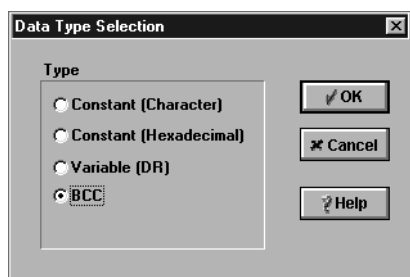 Data Type Selection
Type
Constant (Character)
Constant (Hexadecimal)
Variable (DR)
BCC
OK
Cancel
Help